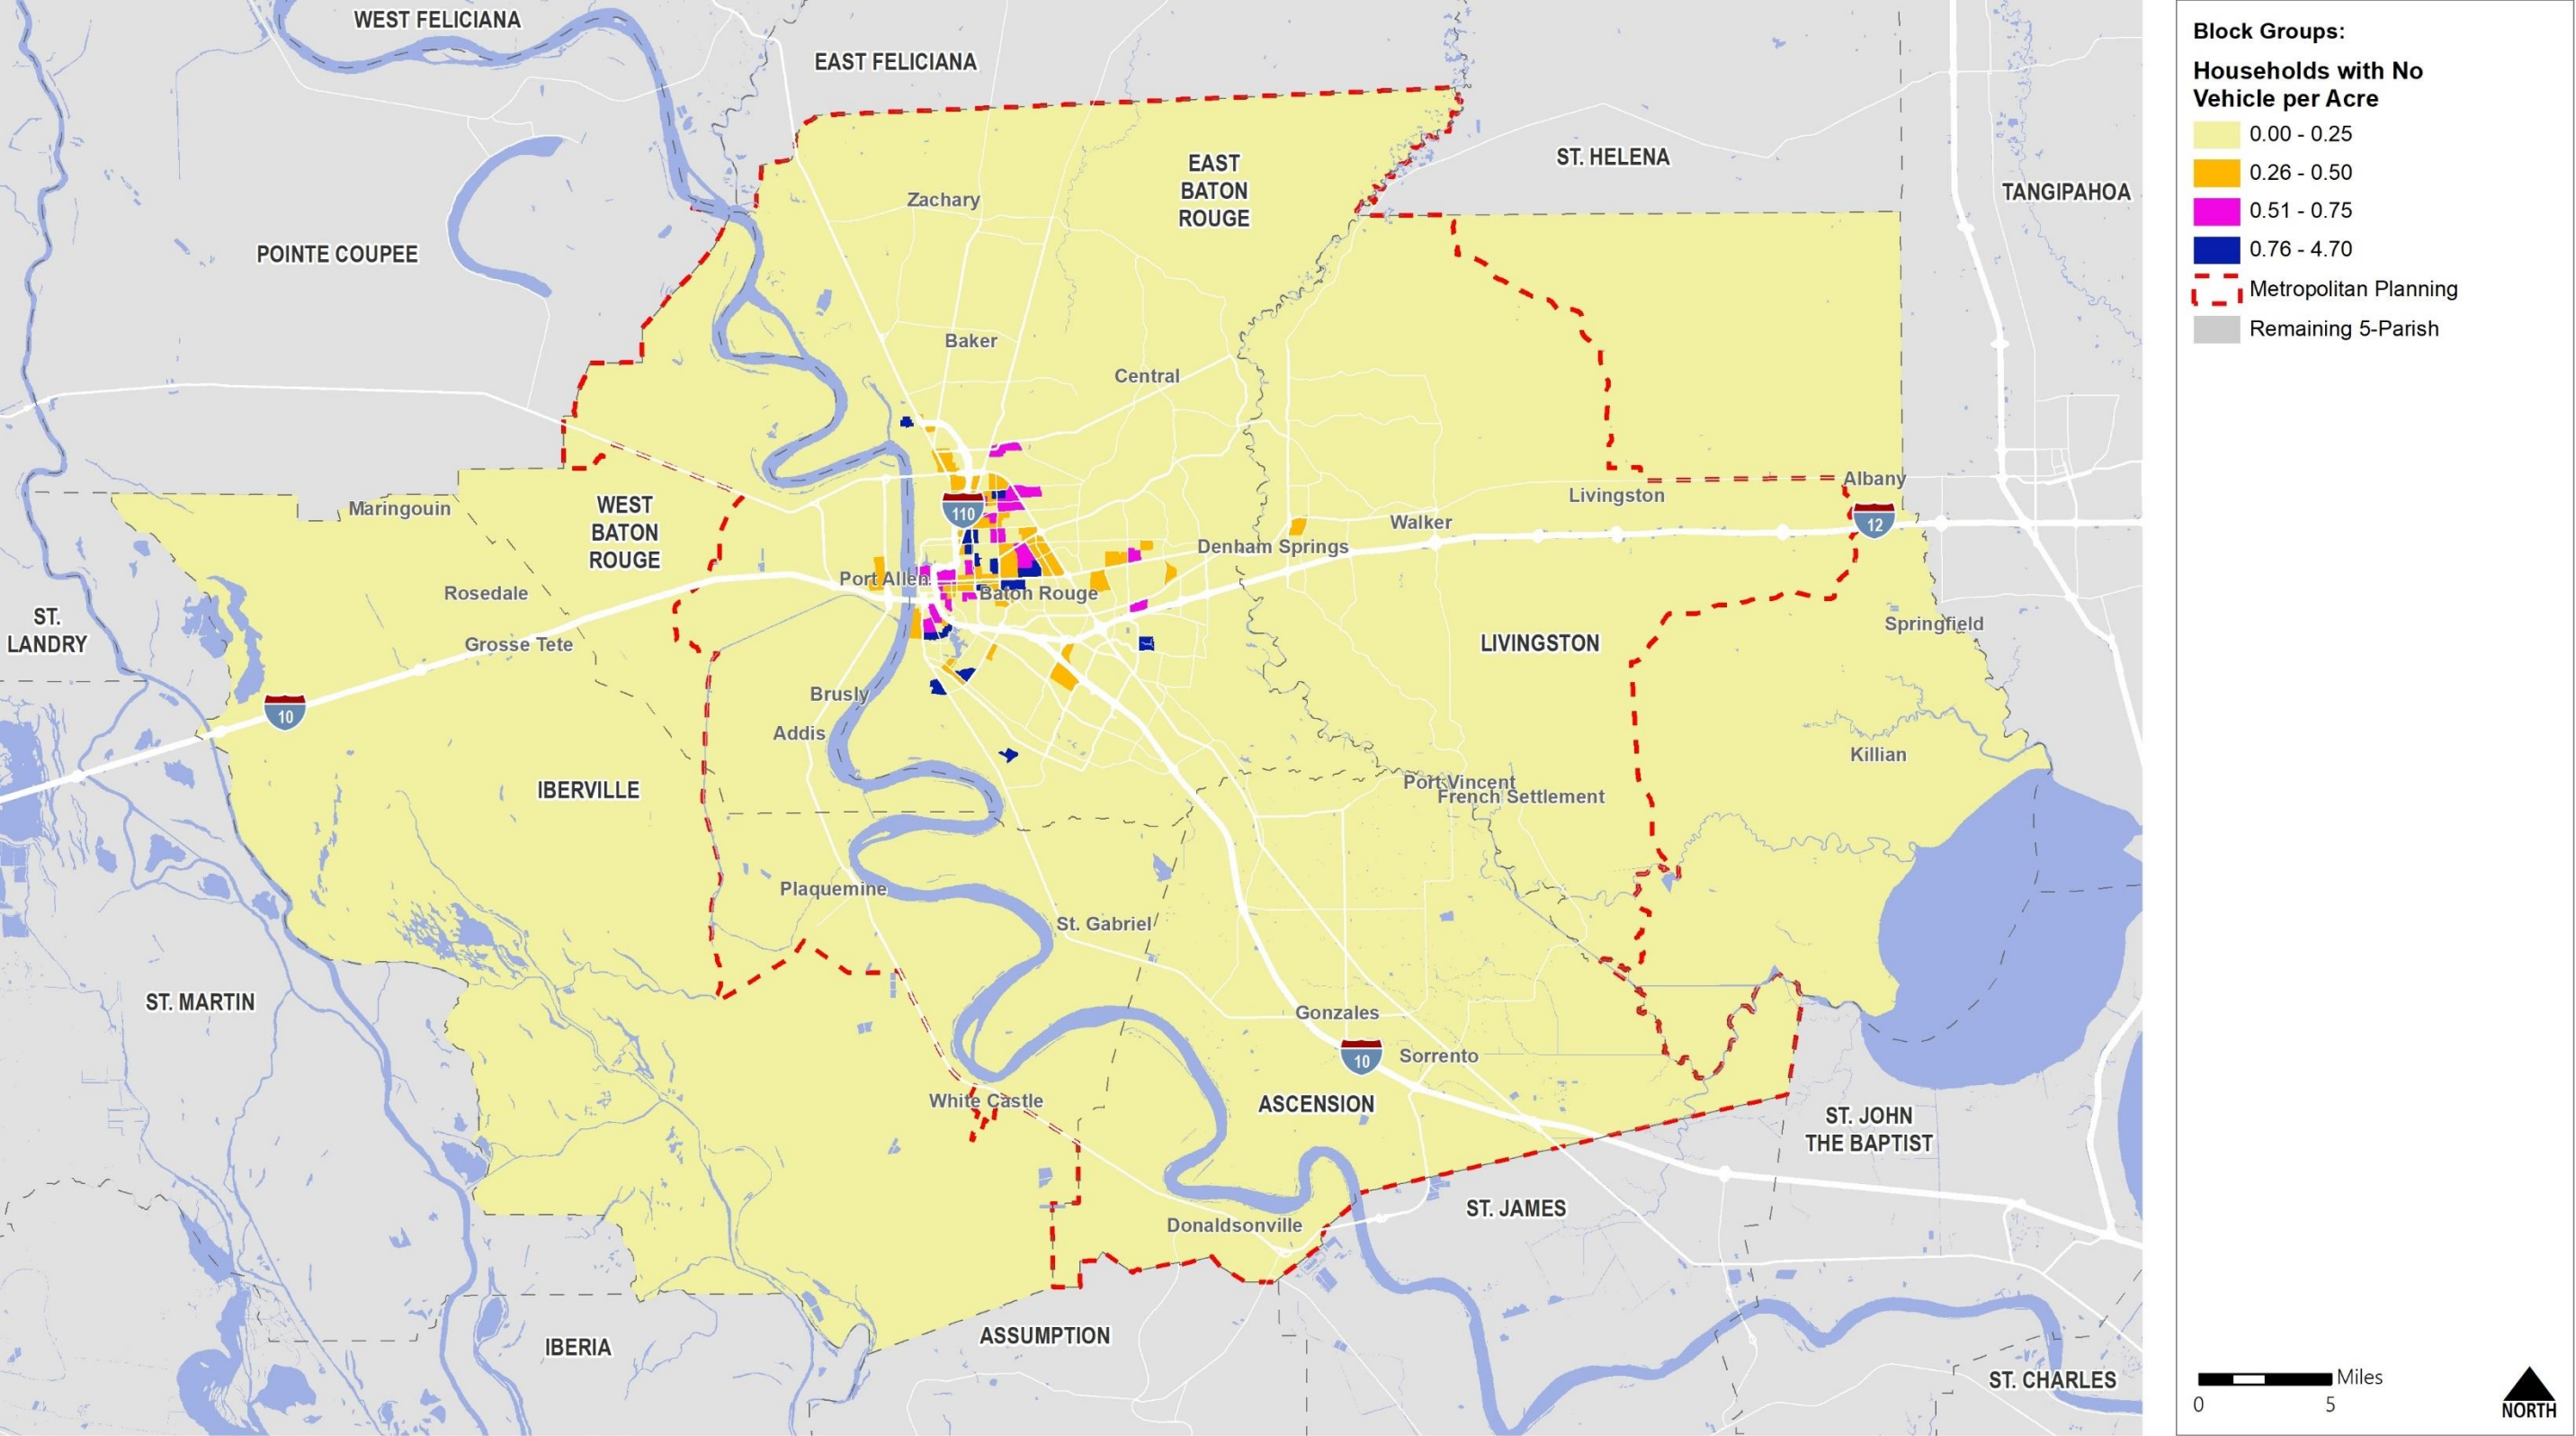 WEST FELICIANA
EAST FELICIANA
ST. HELENA
TANGIPAHOA
EAST
BATON
ROUGE
Zachary
POINTE COUPEE
Baker
Central
Albany
Livingston
12
Walker
Maringouin
WEST
BATON
ROUGE
110
Denham Springs
Port Allen
Baton Rouge
Rosedale
Grosse Tete
ST.
LANDRY
Springfield
LIVINGSTON
Brusly
10
Addis
Killian
IBERVILLE
Port Vincent
French Settlement
Plaquemine
St. Gabriel
ST. MARTIN
Gonzales
10
Sorrento
White Castle
ASCENSION
ST. JOHN
THE BAPTIST
ST. JAMES
Donaldsonville
ASSUMPTION
IBERIA
ST. CHARLES
Block Groups:
Households with No
Vehicle per Acre
0.00 - 0.25
0.26 - 0.50
0.51 - 0.75
0.76 - 4.70
Metropolitan Planning
Remaining 5-Parish
Miles
0 5
NORTH